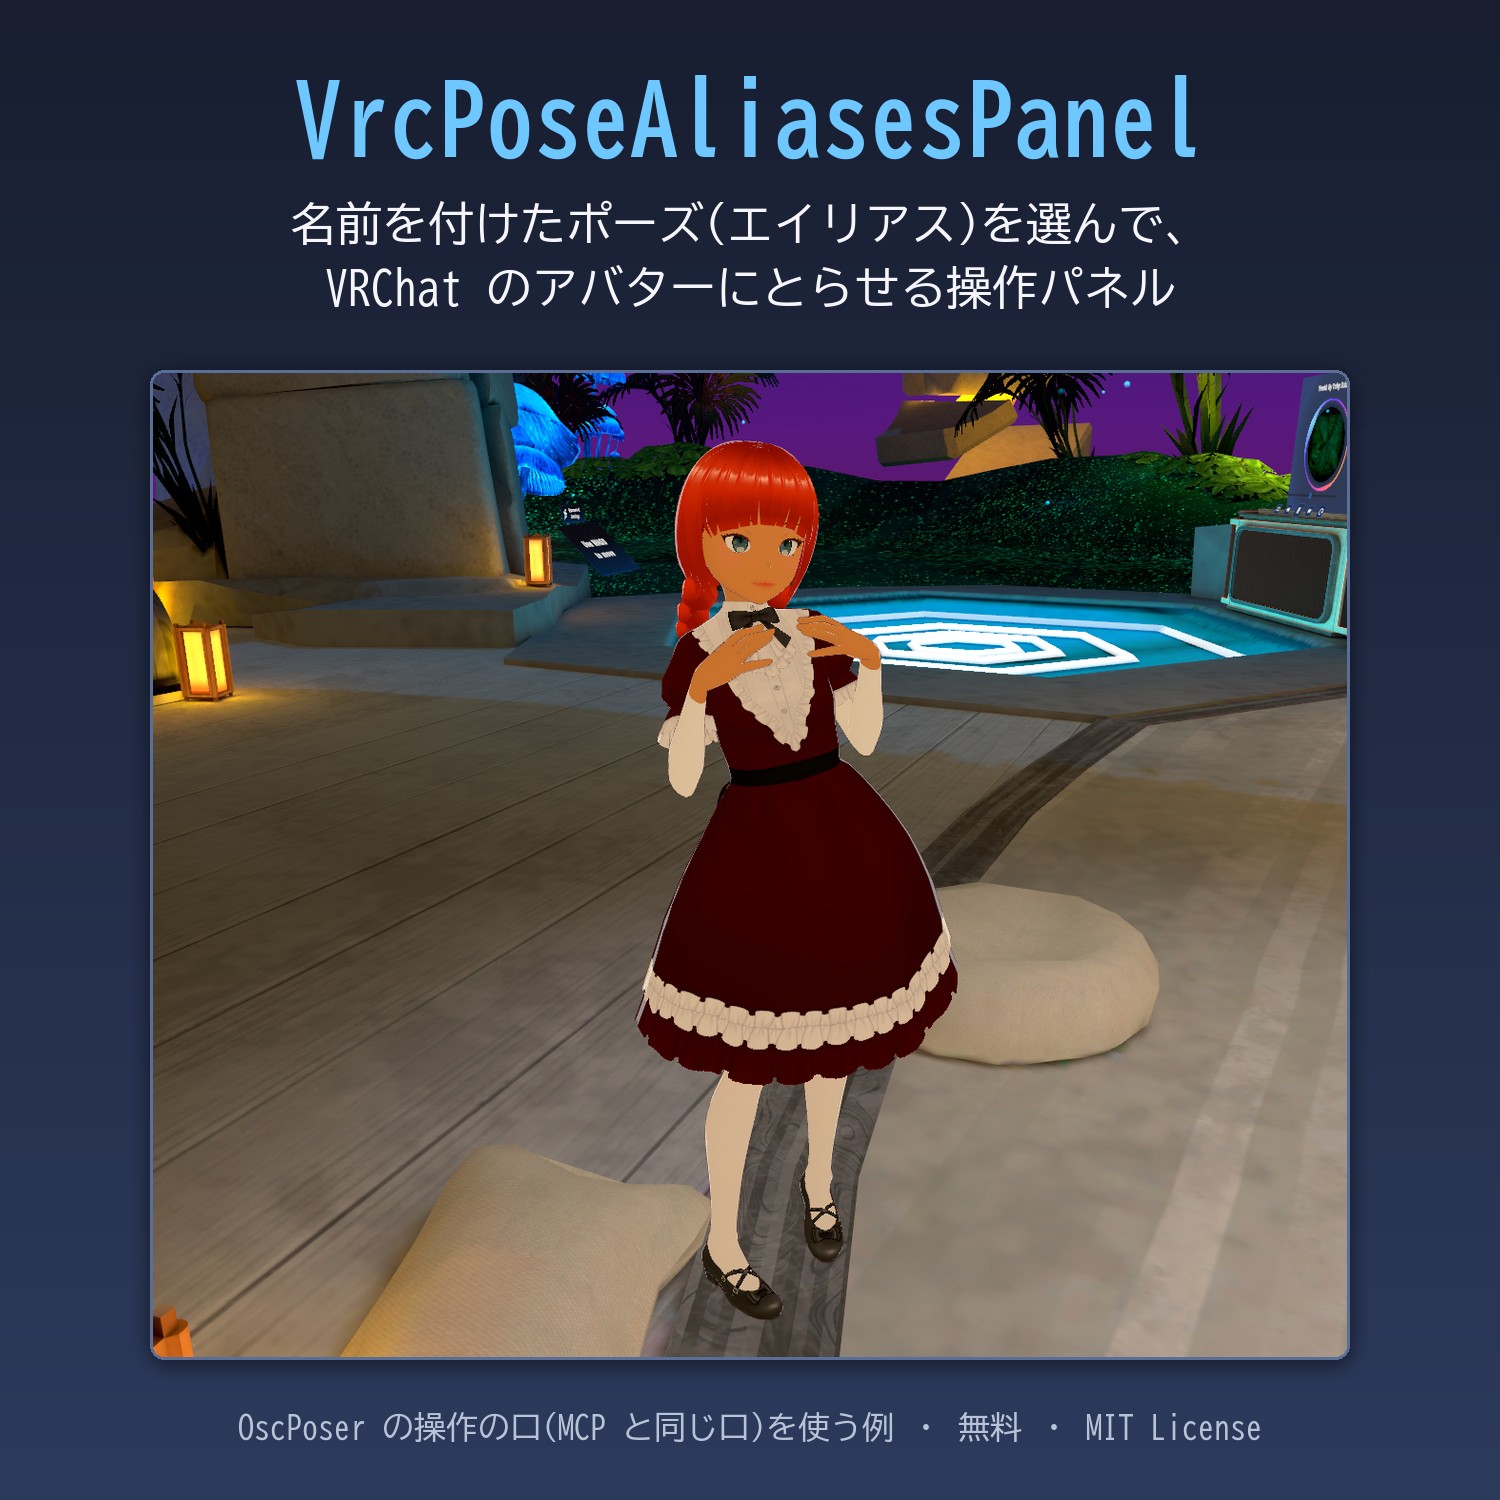 VrcPoseAliasesPanel
名前を付けたポーズ(エイリアス)を選んで、
VRChat のアバターにとらせる操作パネル
OscPoser の操作の口(MCP と同じ口)を使う例 ・ 無料 ・ MIT License